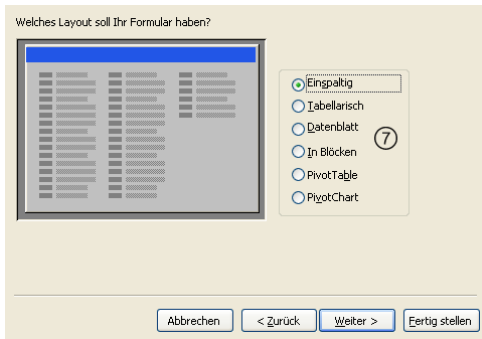 Welches Layout soll Ihr Formular haben?
Einspaltig
Tabellarisch
Datenblatt
7
In Blöcken
PivotTable
PivotChart
Abbrechen
< Zurück
Weiter >
Fertig stellen